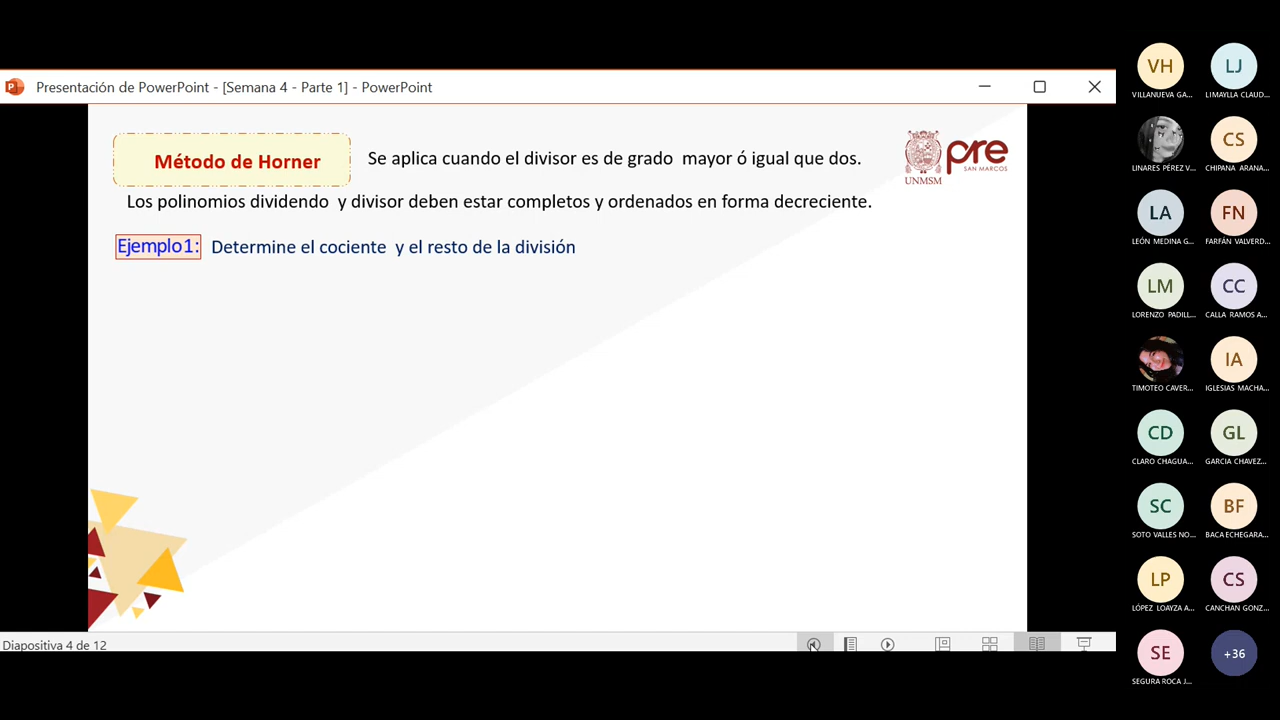 Presentación de PowerPoint - [Semana 4 - Parte 1] - PowerPoint
Método de Horner
Se aplica cuando el divisor es de grado mayor ó igual que dos.
UNMSM
pre
SAN MARCOS
Los polinomios dividendo y divisor deben estar completos y ordenados en forma decreciente.
Ejemplo1: Determine el cociente y el resto de la división
Diapositiva 4 de 12
VH
VILLANUEVA GA...
LJ
LIMAYLLA CLAUD...
LINARES PÉREZ V...
CS
CHIPANA ARANA...
LA
LEÓN MEDINA G...
FN
FARFÁN VALVERD...
LM
LORENZO PADILL...
CC
CALLA RAMOS A...
TIMOTEO CAVER...
IA
IGLESIAS MACHA...
CD
CLARO CHAGUA...
GL
GARCIA CHAVEZ...
SC
SOTO VALLES NO...
BF
BACA ECHEGARA...
LP
LÓPEZ LOAYZA A...
CS
CANCHAN GONZ...
SE
SEGURA ROCA J...
+36